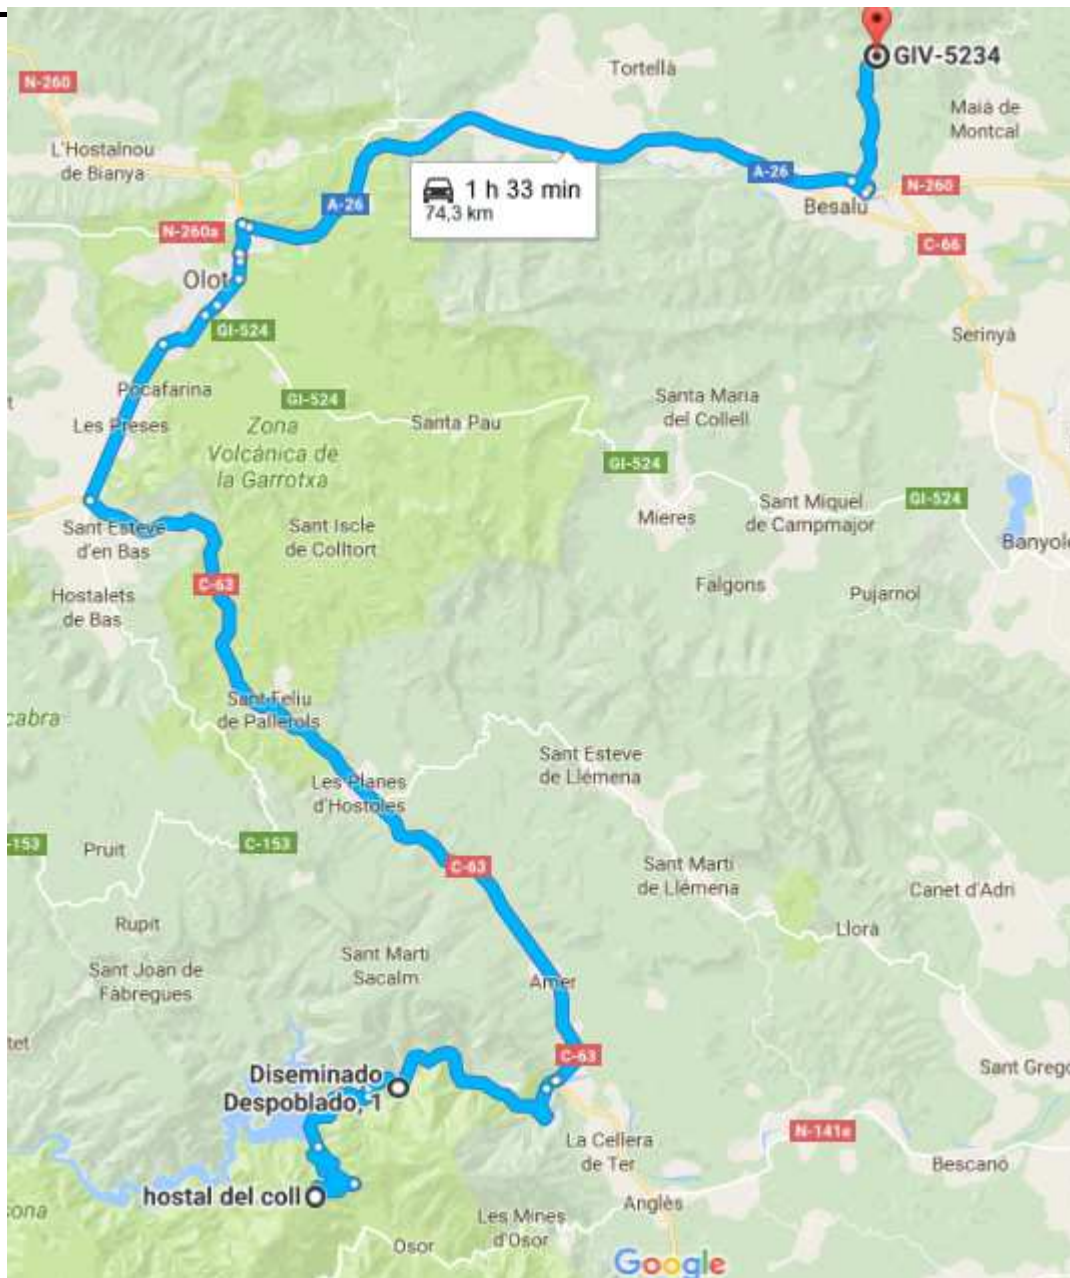 GIV-5234
Tortellà
N-260
Maià de
Montcal
L'Hostalnou
de Bianya
1 h 33 min
74,3 km
A-26
A-26
N-260
Besalú
N-260a
C-66
Olot
GI-524
Serinyà
Pocafarina
GI-524
Santa Maria
del Collell
Les Preses
Zona
Volcànica de
la Garrotxa
Santa Pau
GI-524
Sant Miquel
de Campmajor
GI-524
Mieres
Sant Esteve
d'en Bas
Sant Iscle
de Colltort
Banyole
C-63
Falgons
Pujarnol
Hostalets
de Bas
Sant Feliu
de Pallerols
cabra
Sant Esteve
de Llémena
Les Planes
d'Hostoles
-153
Pruit
C-153
C-63
Sant Martí
de Llémena
Canet d'Adri
Rupit
Llorà
Sant Martí
Sacalm
Sant Joan de
Fàbregues
Amer
tet
C-63
Sant Grego
Diseminado
Despoblado, 1
N-141e
La Cellera
de Ter
Bescanó
hostal del coll
Anglès
cona
Les Mines
d'Osor
Osor
Google